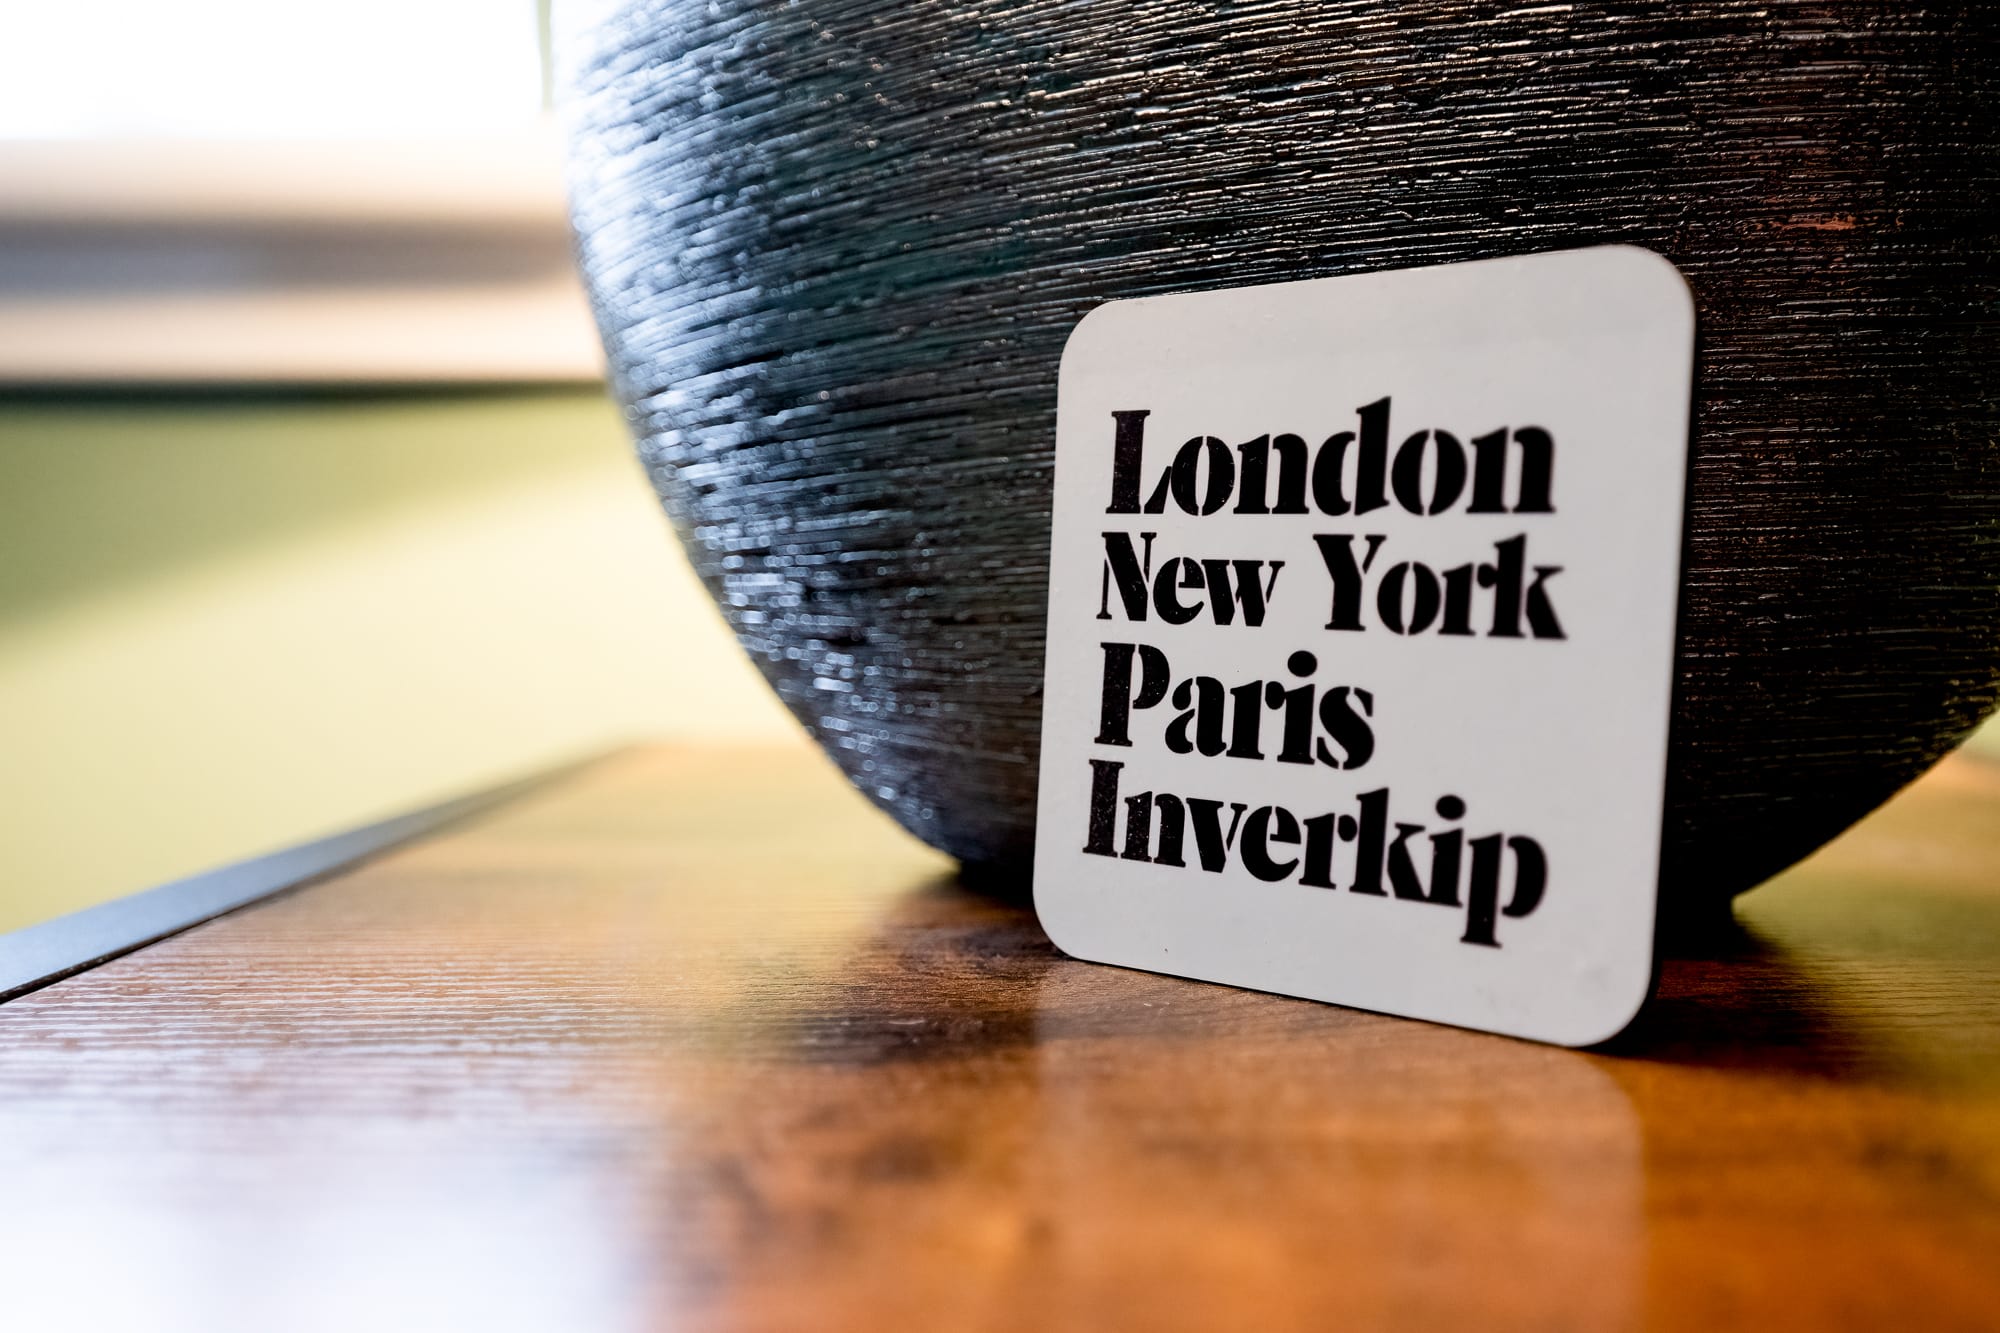 London
New York
Paris
Inverkip